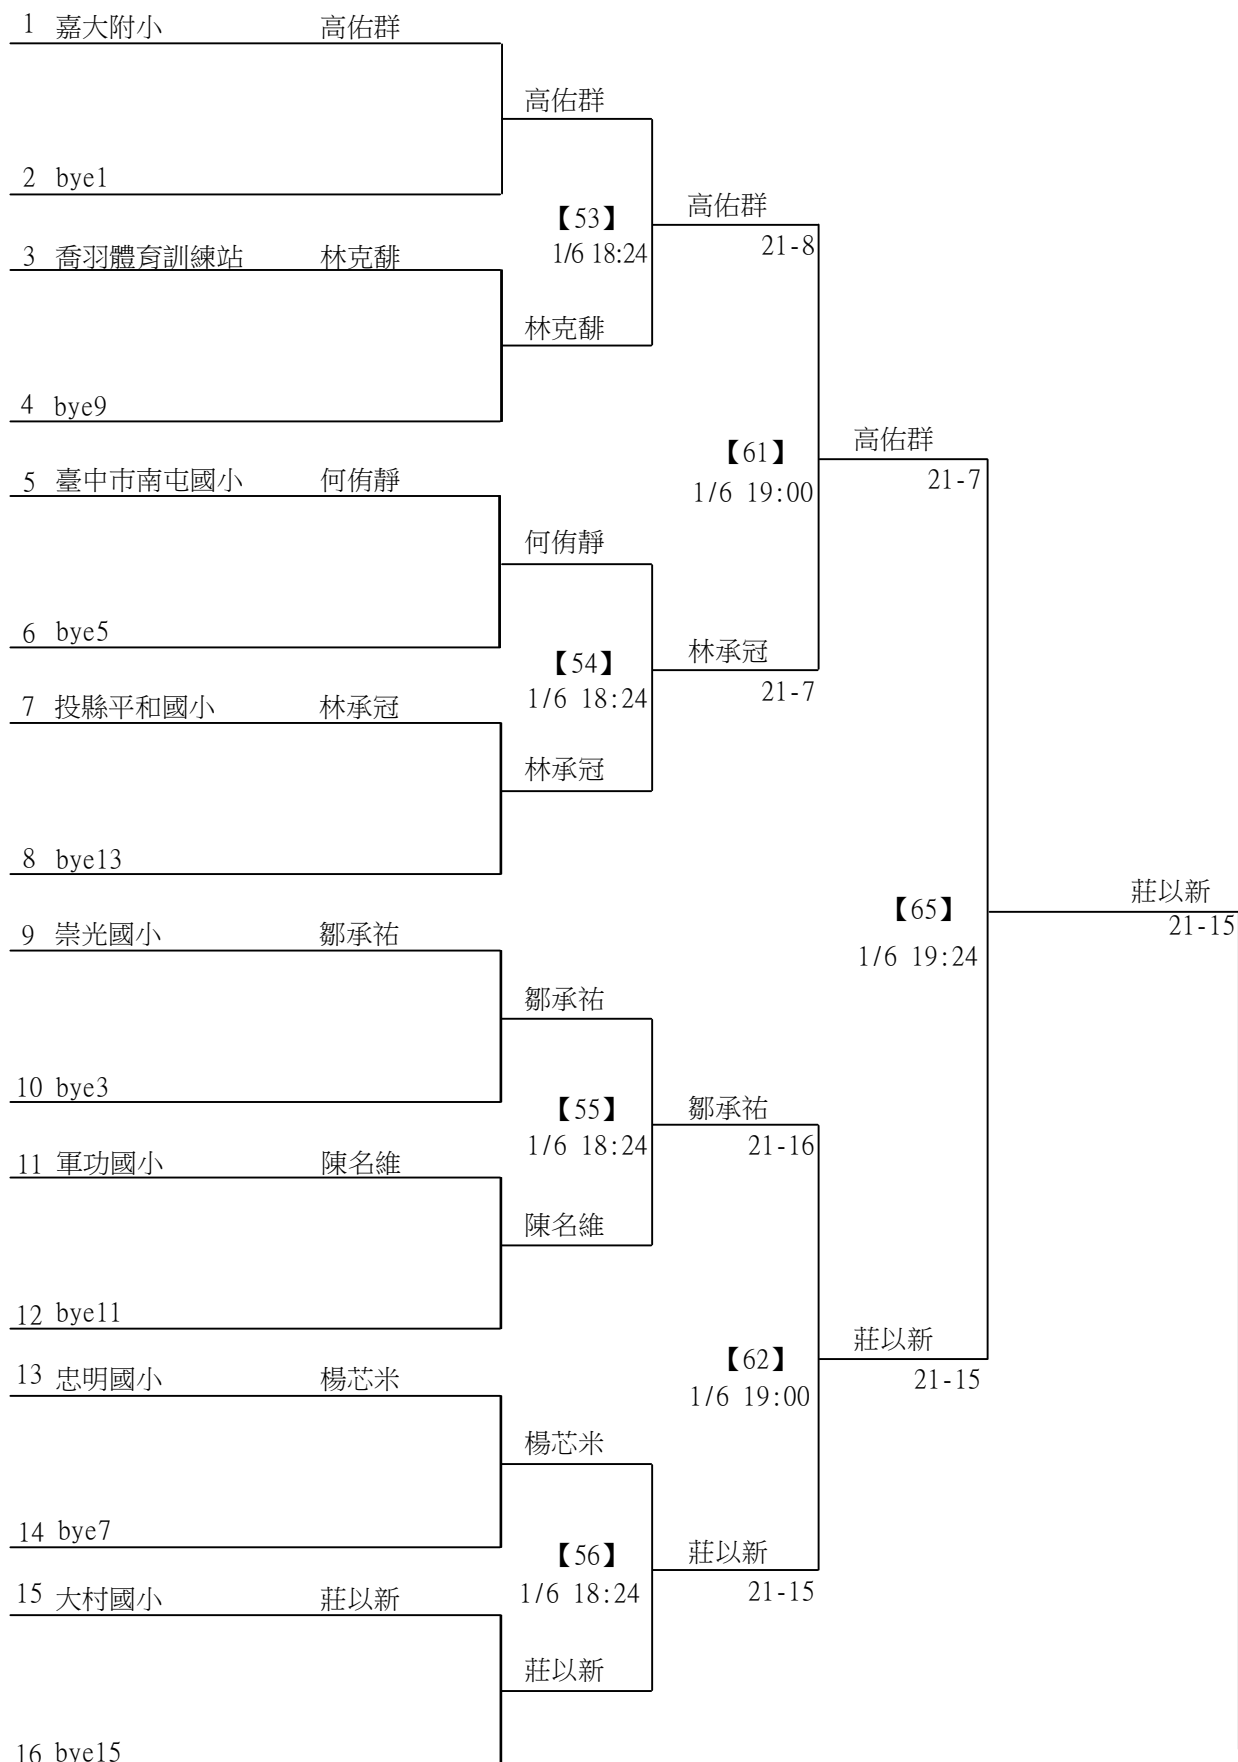 1 嘉大附小 高佑群
高佑群
2 bye1
【53】
1/6 18:24
高佑群
21-8
3 喬羽體育訓練站 林克馡
林克馡
4 bye9
【61】
1/6 19:00
高佑群
21-7
5 臺中市南屯國小 何侑靜
何侑靜
6 bye5
【54】
1/6 18:24
林承冠
21-7
7 投縣平和國小 林承冠
林承冠
8 bye13
【65】
1/6 19:24
莊以新
21-15
9 崇光國小 鄒承祐
鄒承祐
10 bye3
【55】
1/6 18:24
鄒承祐
21-16
11 軍功國小 陳名維
陳名維
12 bye11
【62】
1/6 19:00
莊以新
21-15
13 忠明國小 楊芯米
楊芯米
14 bye7
【56】
1/6 18:24
莊以新
21-15
15 大村國小 莊以新
莊以新
16 bye15